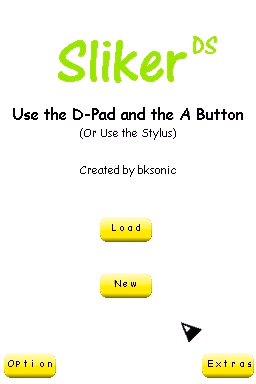 Sliker DS
Use the D-Pad and the A Button
(Or Use the Stylus)
Created by bksonic
Load
New
Option
Extras